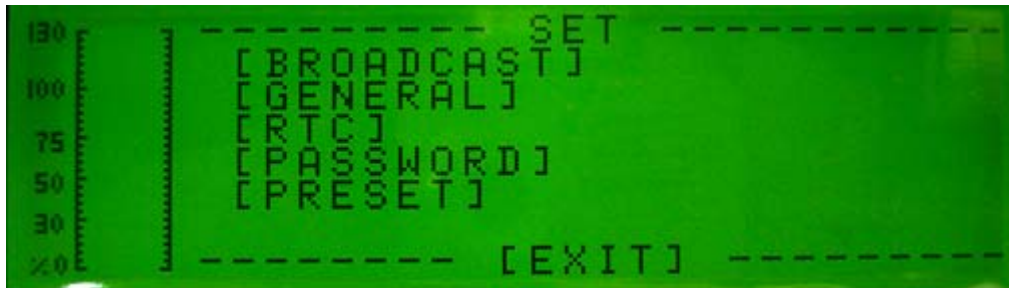 130
100
75
50
30
%0
--------- SET ------------
[BROADCAST]
[GENERAL]
[RTC]
[PASSWORD]
[PRESET]
-------- [EXIT] ---------